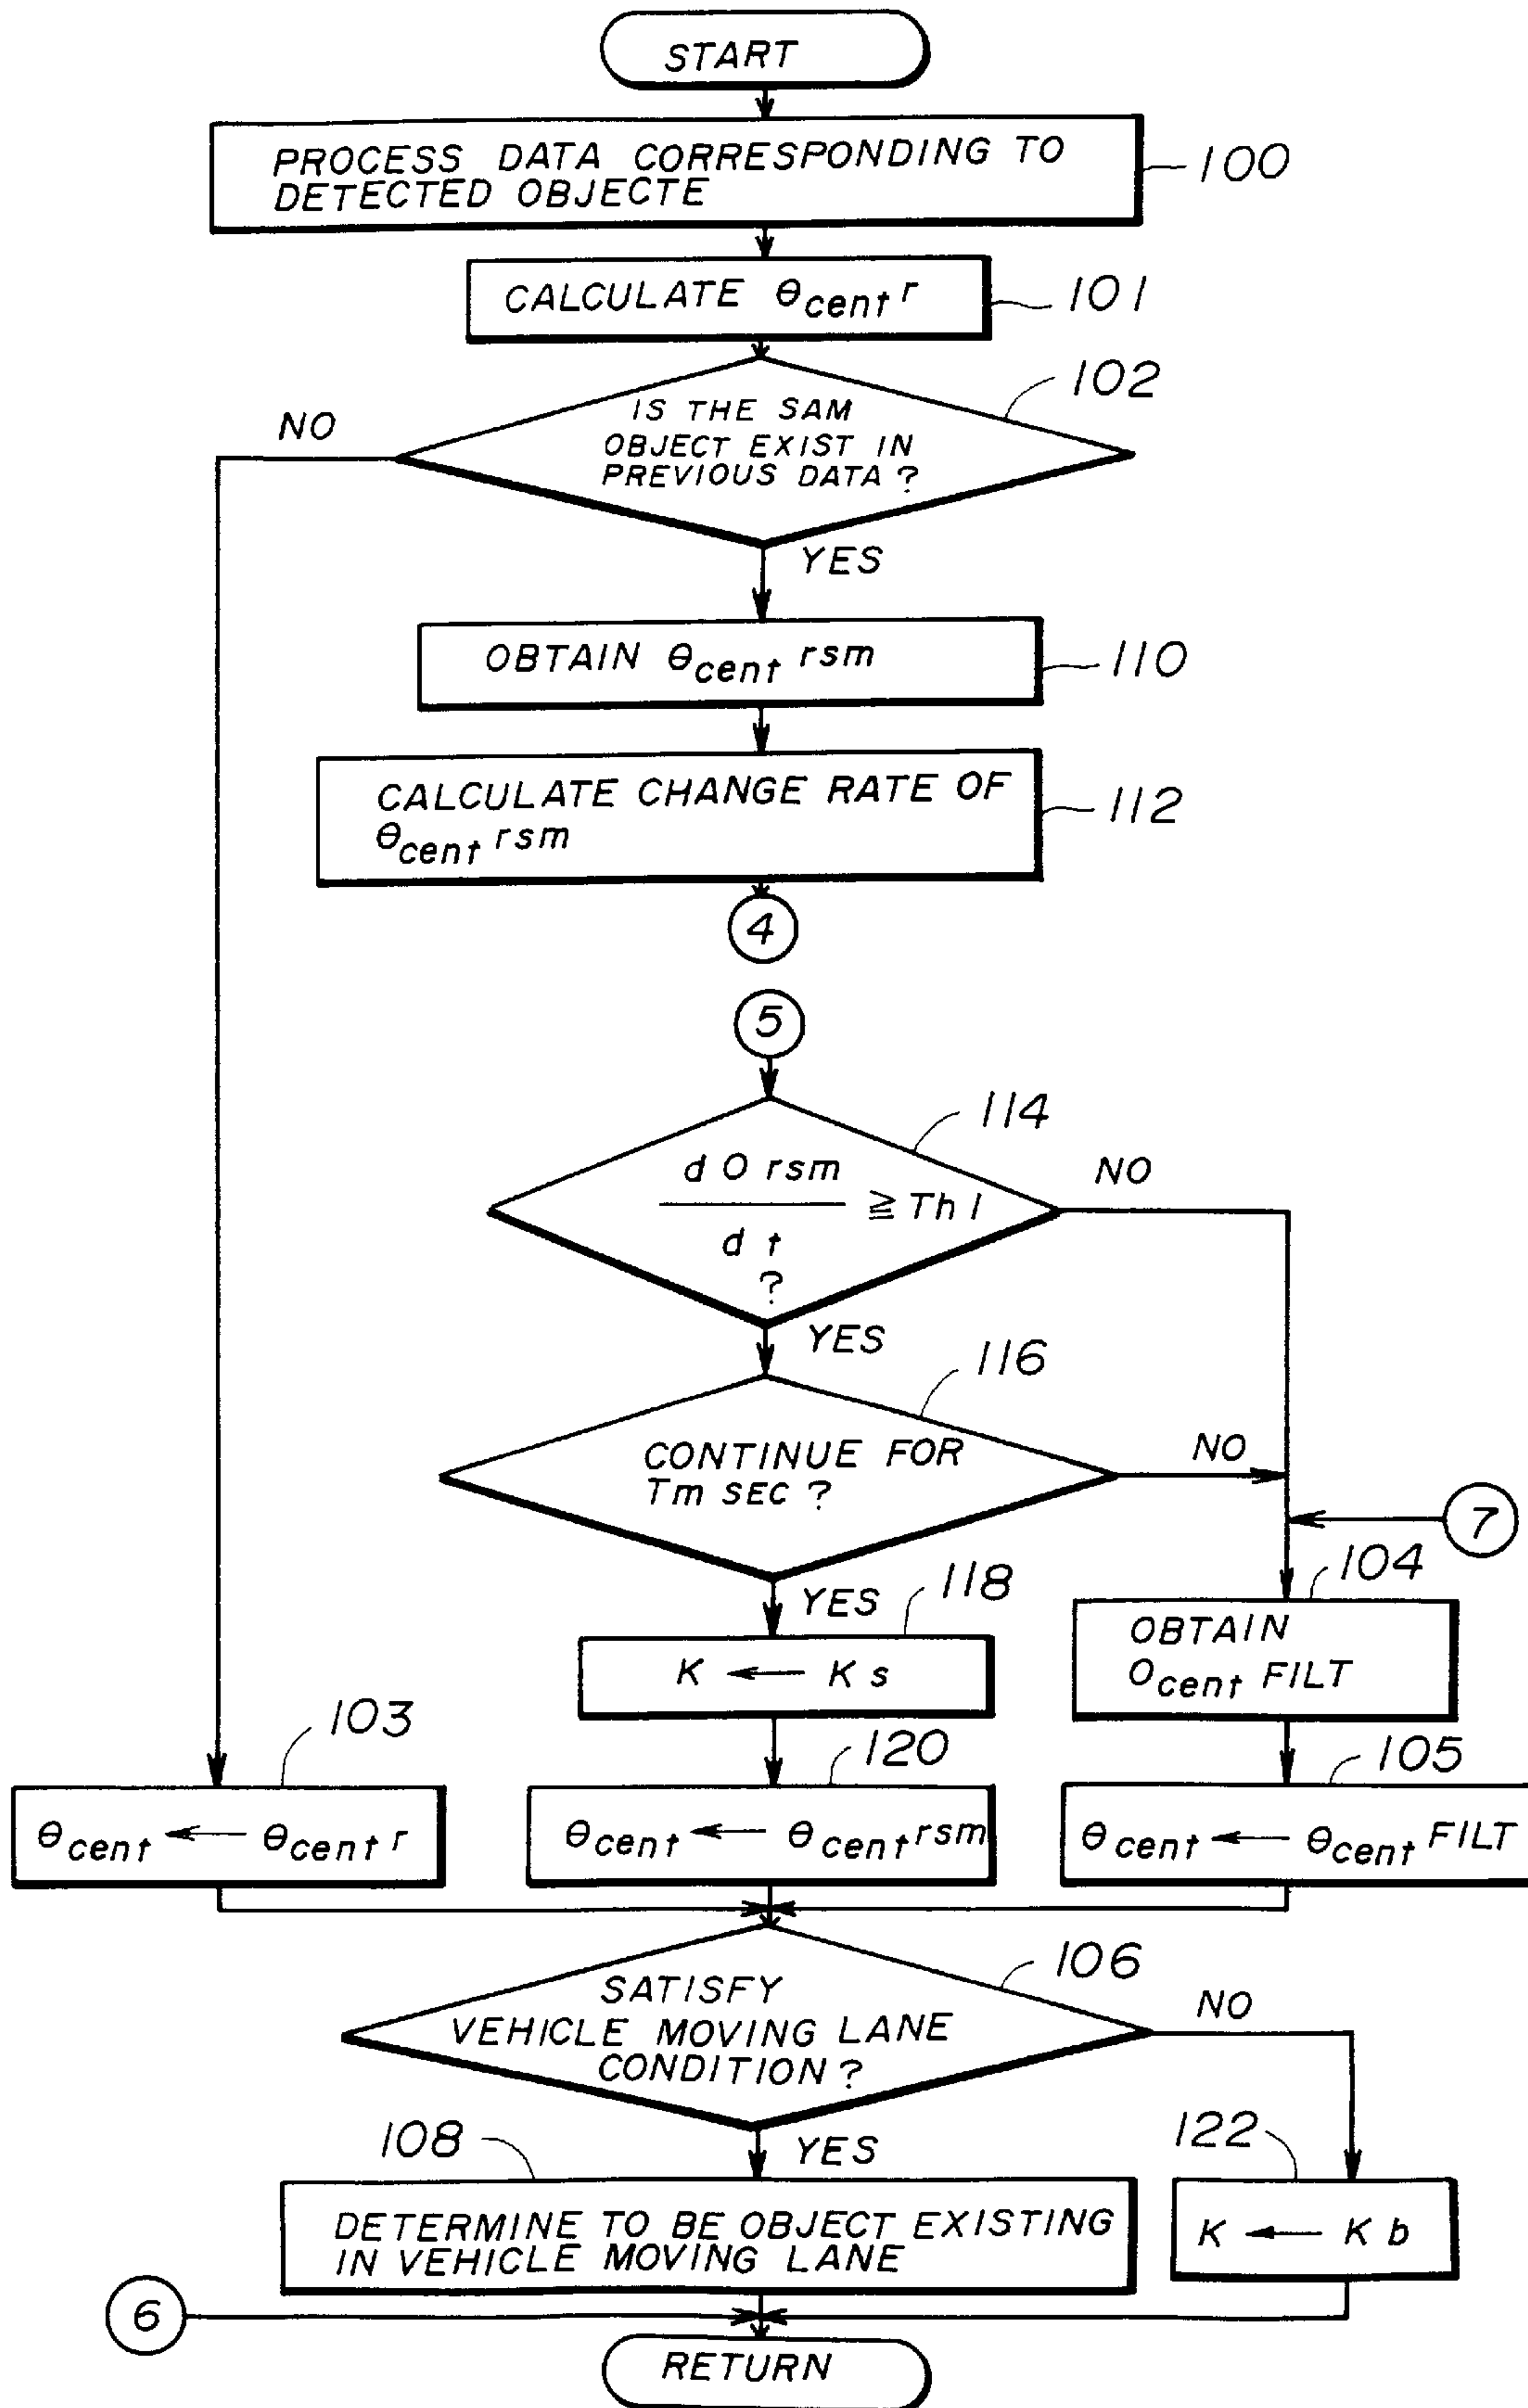 START
PROCESS DATA CORRESPONDING TO
DETECTED OBJECTE
100
CALCULATE θcent r
101
102
IS THE SAM
OBJECT EXIST IN
PREVIOUS DATA ?
NO
YES
OBTAIN θcent rsm
110
CALCULATE CHANGE RATE OF
θcent rsm
112
4
5
114
d O rsm
≧ Th l
d t
?
NO
YES
116
CONTINUE FOR
Tm SEC ?
NO
7
YES
118
104
K ← K s
OBTAIN
Ocent FILT
103
120
105
θcent ← θcent r
θcent ← θcent rsm
θcent ← θcent FILT
106
SATISFY
VEHICLE MOVING LANE
CONDITION ?
NO
YES
108
122
DETERMINE TO BE OBJECT EXISTING
IN VEHICLE MOVING LANE
K ← K b
6
RETURN